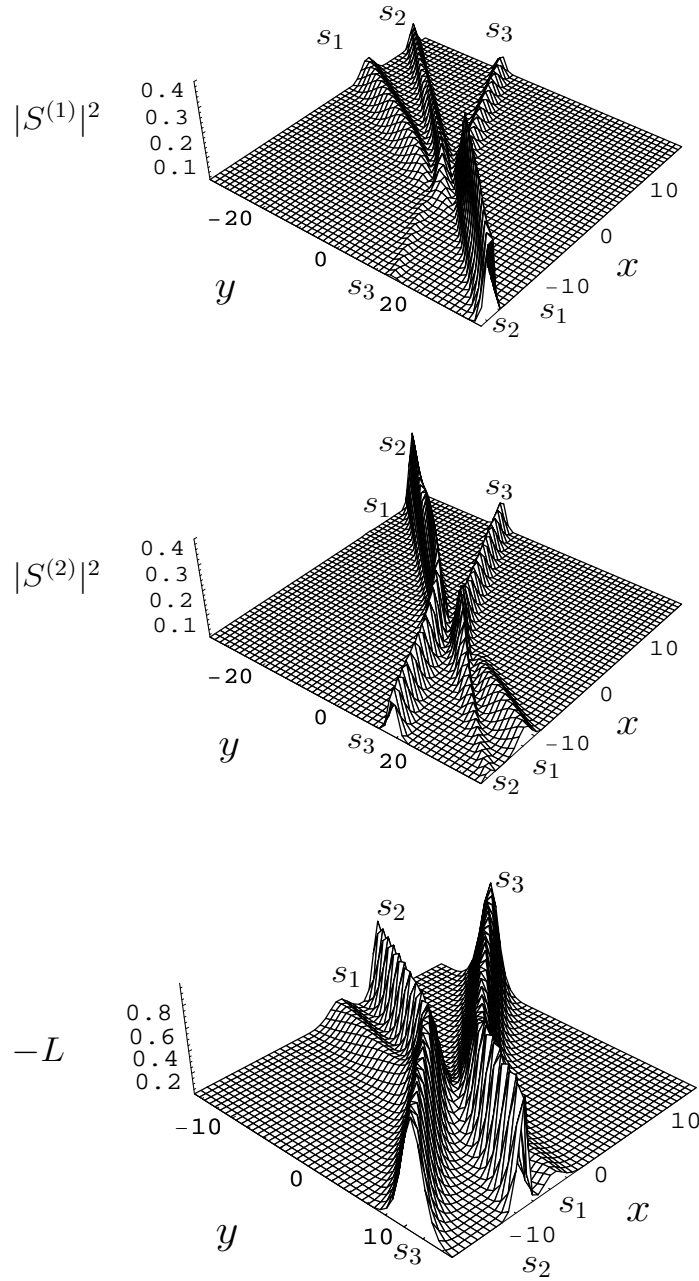 s₁ s₂ s₃
|S⁽¹⁾|²
0.4
0.3
0.2
0.1
-20
0
20
y
s₃
10
0
-10
x
s₂ s₁
s₂
s₁
s₃
|S⁽²⁾|²
0.4
0.3
0.2
0.1
-20
0
20
y
s₃
10
0
-10
x
s₂ s₁
s₃
s₂
s₁
-L
0.8
0.6
0.4
0.2
-10
0
10
y
s₃
10
0
-10
x
s₁
s₂